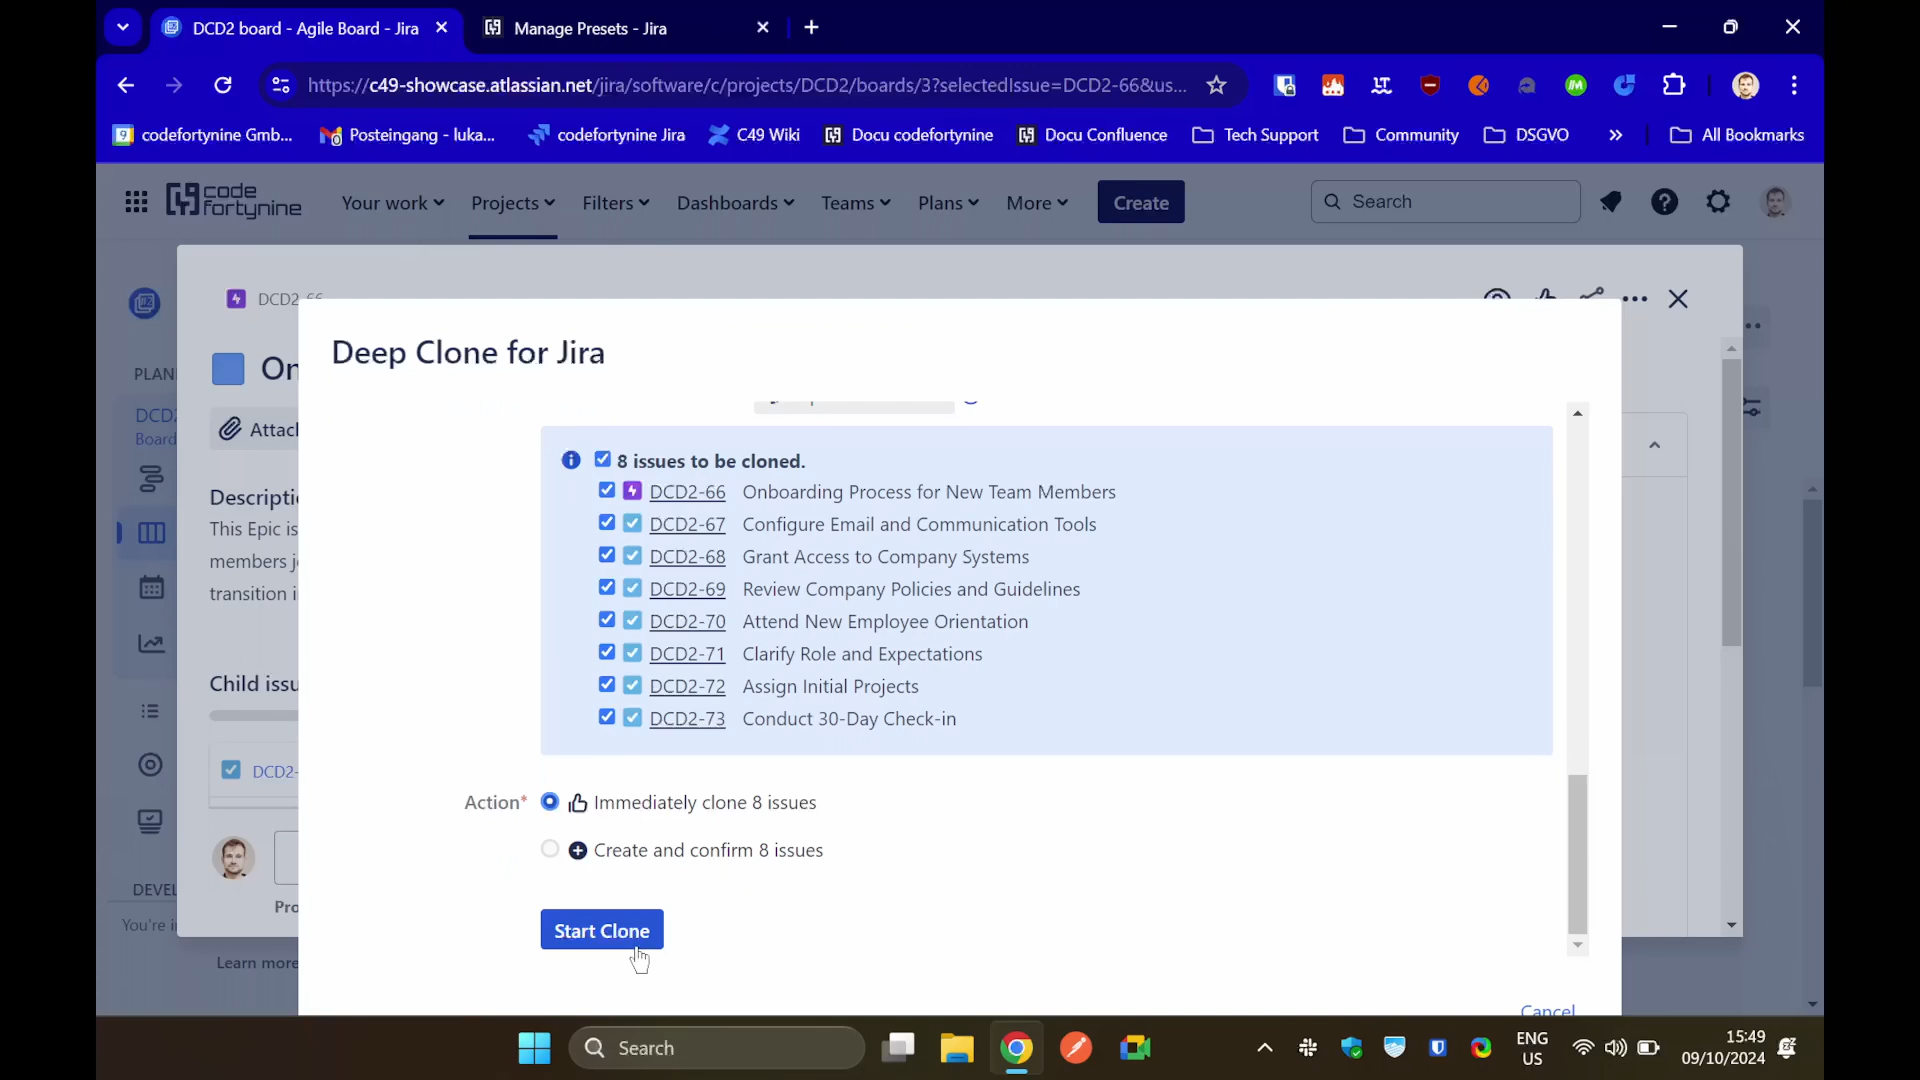 DCD2 board - Agile Board - Jira
Manage Presets - Jira
https://c49-showcase.atlassian.net/jira/software/c/projects/DCD2/boards/3?selectedIssue=DCD2-66&us...
codefortynine Gmb...
Posteingang - luka...
codefortynine Jira
C49 Wiki
Docu codefortynine
Docu Confluence
Tech Support
Community
DSGVO
All Bookmarks
code
fortynine
Your work
Projects
Filters
Dashboards
Teams
Plans
More
Create
Search
DCD2-66
Deep Clone for Jira
On
PLAN
DCD2
Board
Attach
8 issues to be cloned.
DCD2-66 Onboarding Process for New Team Members
Descripti
This Epic is
DCD2-67 Configure Email and Communication Tools
members j
DCD2-68 Grant Access to Company Systems
transition i
DCD2-69 Review Company Policies and Guidelines
DCD2-70 Attend New Employee Orientation
DCD2-71 Clarify Role and Expectations
Child issu
DCD2-72 Assign Initial Projects
DCD2-73 Conduct 30-Day Check-in
DCD2-
Action* Immediately clone 8 issues
Create and confirm 8 issues
DEVEL
Pro
You're i
Start Clone
Learn more
Cancel
Search
ENG
US
15:49
09/10/2024